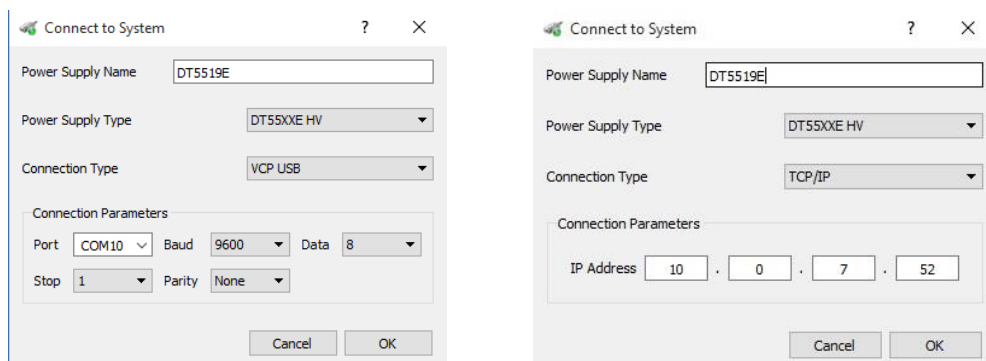 Connect to System ?
Power Supply Name DT5519E
Power Supply Type DT55XXE HV
Connection Type VCP USB
Connection Parameters
Port COM10 Baud 9600 Data 8
Stop 1 Parity None
Cancel OK
Connect to System ?
Power Supply Name DT5519E
Power Supply Type DT55XXE HV
Connection Type TCP/IP
Connection Parameters
IP Address 10 . 0 . 7 . 52
Cancel OK